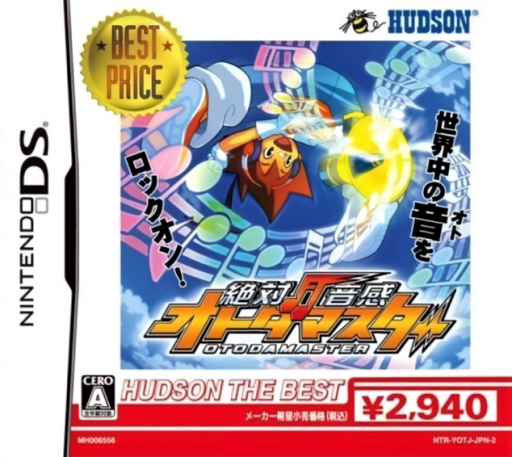 BEST
PRICE
HUDSON®
NINTENDO DS™
世界中の音を
オト
ロックオン!
絶対音感
オトダマスター
OTODAMASTER
CERO
A
全年齢対象
HUDSON THE BEST
メーカー希望小売価格(税込)
¥2,940
MH006556
NTR-YOTJ-JPN-2